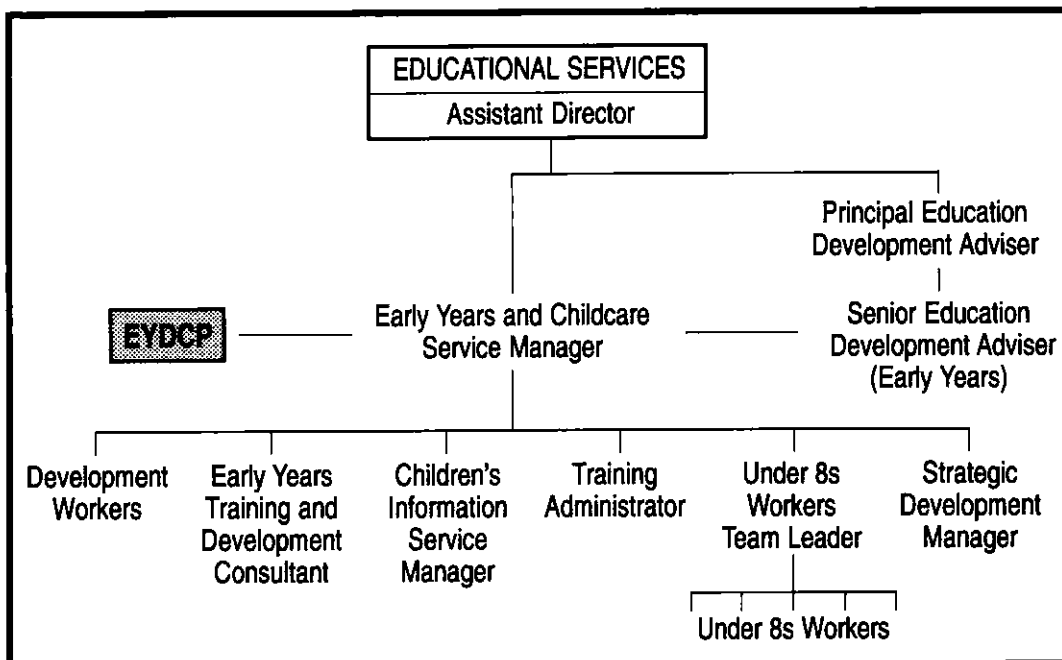 EDUCATIONAL SERVICES
Assistant Director
Principal Education
Development Adviser
EYDCP
Early Years and Childcare
Service Manager
Senior Education
Development Adviser
(Early Years)
Development
Workers
Early Years
Training and
Development
Consultant
Children's
Information
Service
Manager
Training
Administrator
Under 8s
Workers
Team Leader
Strategic
Development
Manager
Under 8s Workers